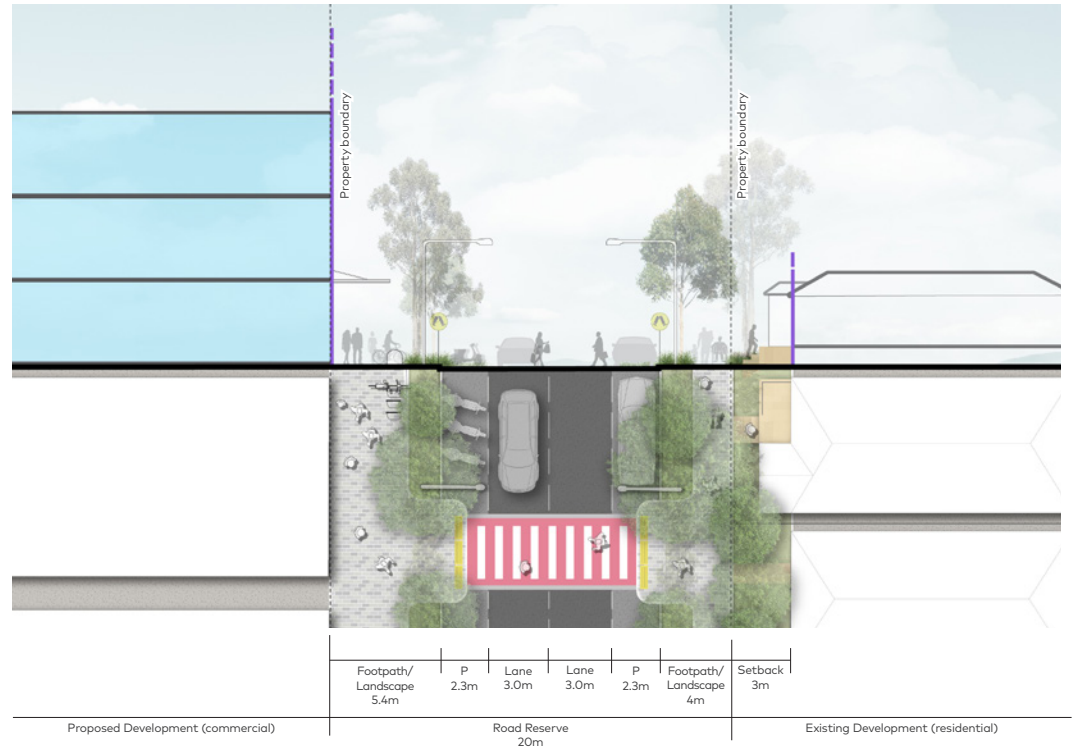 Property boundary
Property boundary
Footpath/
Landscape
5.4m
P
2.3m
Lane
3.0m
Lane
3.0m
P
2.3m
Footpath/
Landscape
4m
Setback
3m
Proposed Development (commercial)
Road Reserve
20m
Existing Development (residential)